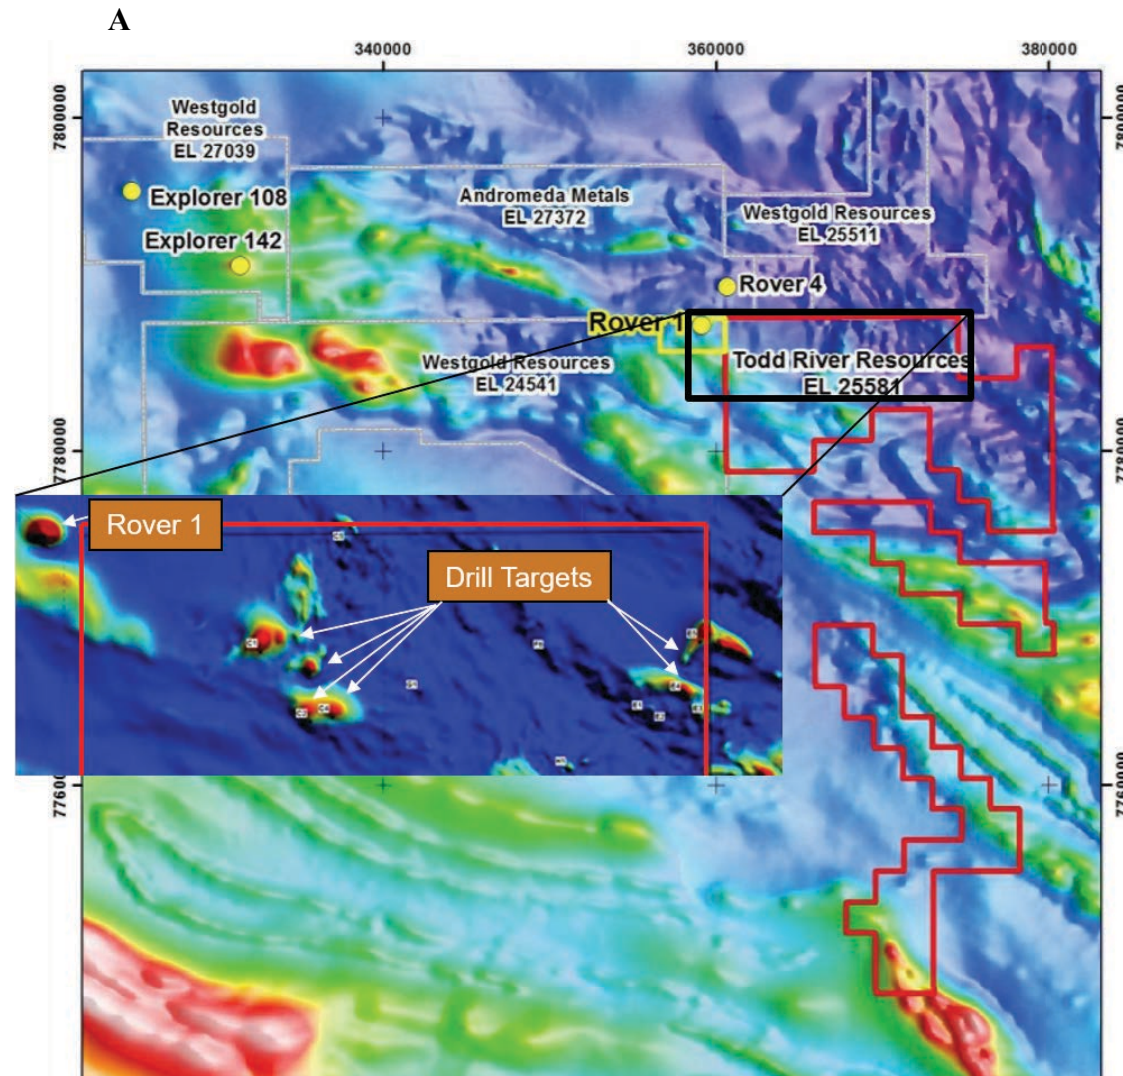 A
340000
360000
380000
7800000
7800000
Westgold
Resources
EL 27039
Explorer 108
Andromeda Metals
EL 27372
Westgold Resources
EL 25511
Explorer 142
Rover 4
Rover 1
Westgold Resources
EL 24541
Todd River Resources
EL 25581
7780000
7780000
Rover 1
Drill Targets
7760000
7760000